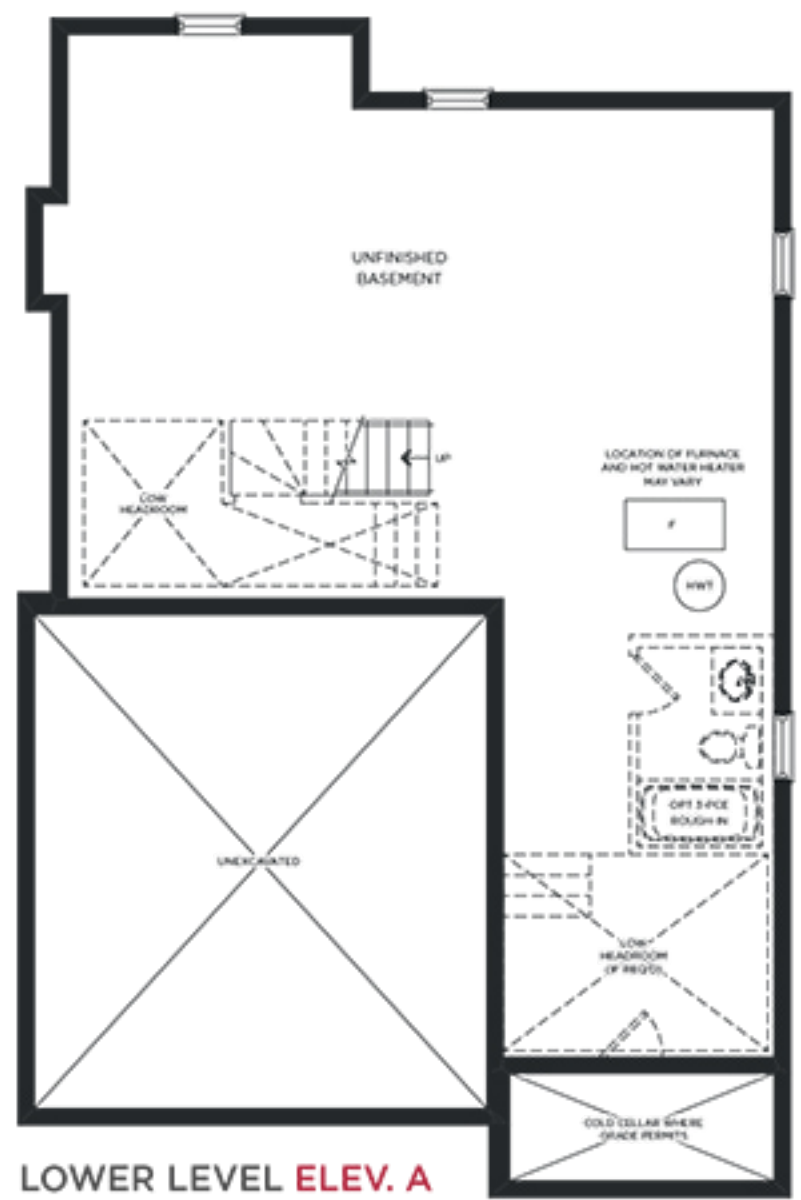 UNFINISHED
BASEMENT
UP
LOCATION OF FURNACE
AND HOT WATER HEATER
MAY VARY
LOW
HEADROOM
F
HWT
OPT 3-PCE
ROUGH-IN
UNEXCAVATED
LOW
HEADROOM
(IF REQ'D)
COLD CELLAR WHERE
GRADE PERMITS
LOWER LEVEL ELEV. A